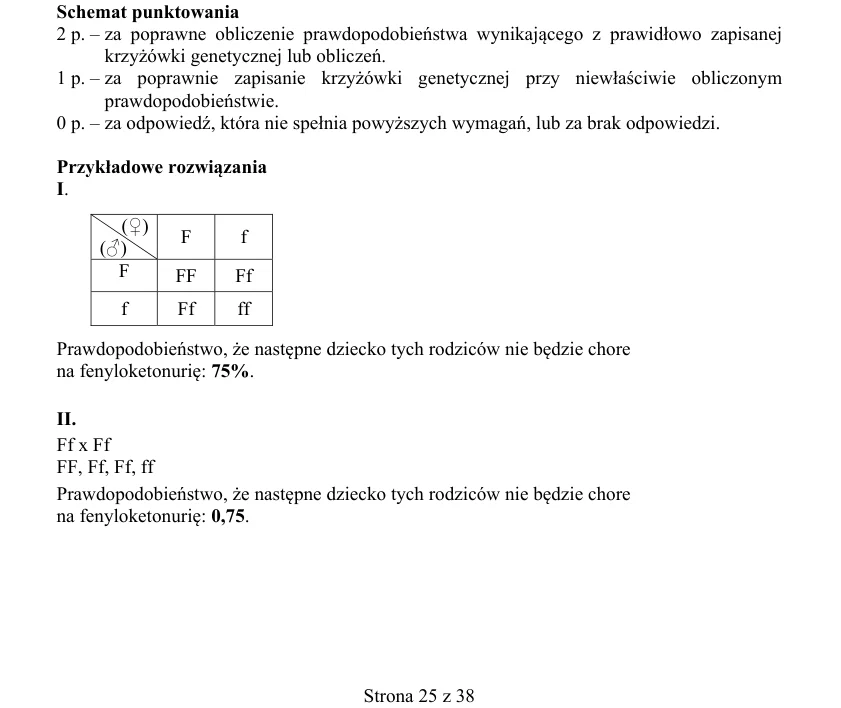 Schemat punktowania
2 p. – za poprawne obliczenie prawdopodobieństwa wynikającego z prawidłowo zapisanej
krzyżówki genetycznej lub obliczeń.
1 p. – za poprawnie zapisanie krzyżówki genetycznej przy niewłaściwie obliczonym
prawdopodobieństwie.
0 p. – za odpowiedź, która nie spełnia powyższych wymagań, lub za brak odpowiedzi.
Przykładowe rozwiązania
I.
(♀)
(♂) F f
F FF Ff
f Ff ff
Prawdopodobieństwo, że następne dziecko tych rodziców nie będzie chore
na fenyloketonurię: 75%.
II.
Ff x Ff
FF, Ff, Ff, ff
Prawdopodobieństwo, że następne dziecko tych rodziców nie będzie chore
na fenyloketonurię: 0,75.
Strona 25 z 38